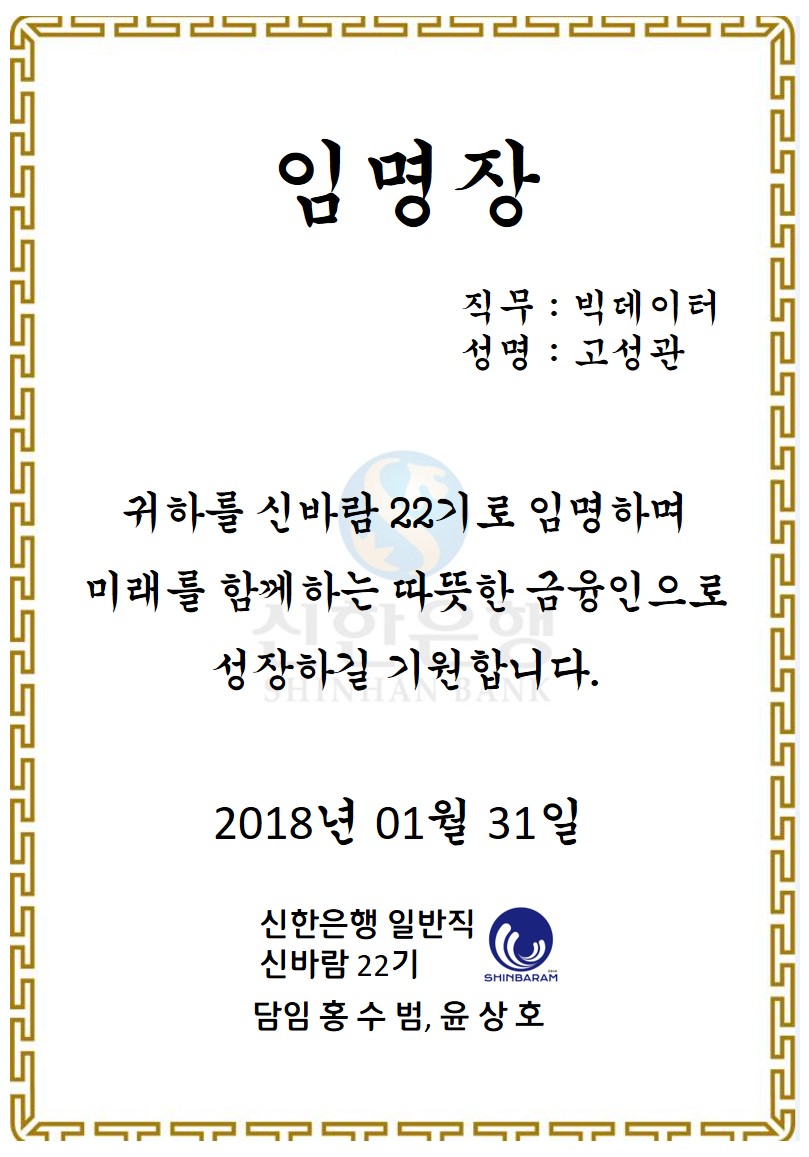 임명장
직무 : 빅데이터
성명 : 고성관
귀하를 신바람 22기로 임명하며
미래를 함께하는 따뜻한 금융인으로
신한은행
성장하길 기원합니다.
SHINHAN BANK
2018년 01월 31일
신한은행 일반직
신바람 22기
SHINBARAM
담임 홍 수 범, 윤 상 호